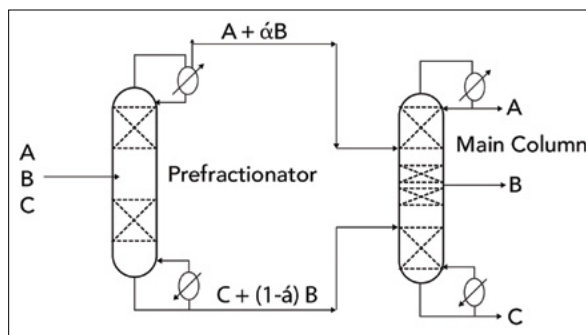 A + άB
A
B
C
Prefractionator
C + (1-á) B
A
Main Column
B
C